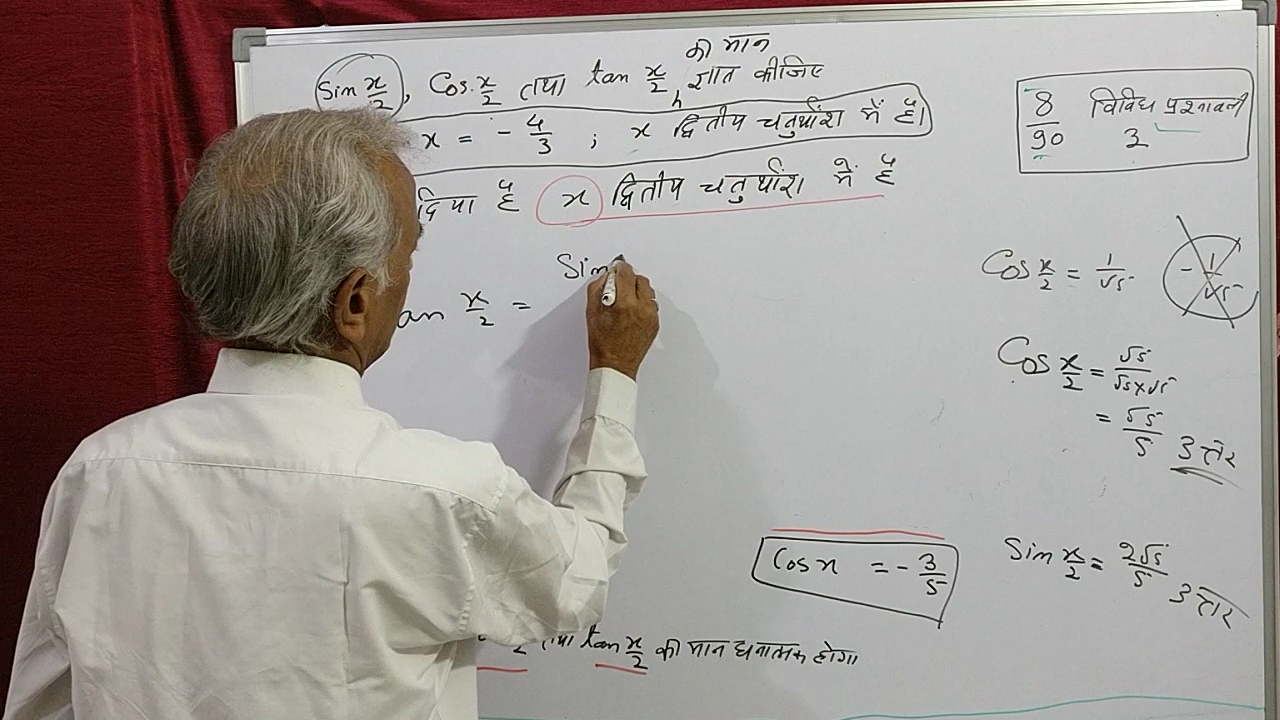 Sin x/2, Cos x/2 तथा tan x/2 का मान ज्ञात कीजिए
x = - 4/3 ; x द्वितीय चतुर्थांश में है।
दिया है x द्वितीय चतुर्थांश में है
8/90 विविध प्रश्नावली
3
Sin
an x/2 =
Cos x/2 = 1/√5
- 1/√5
Cos x/2 = √5/√5×√5
= √5/5 उत्तर
Cos x = - 3/5
Sin x/2 = 2√5/5 उत्तर
2 तथा tan x/2 का मान धनात्मक होगा